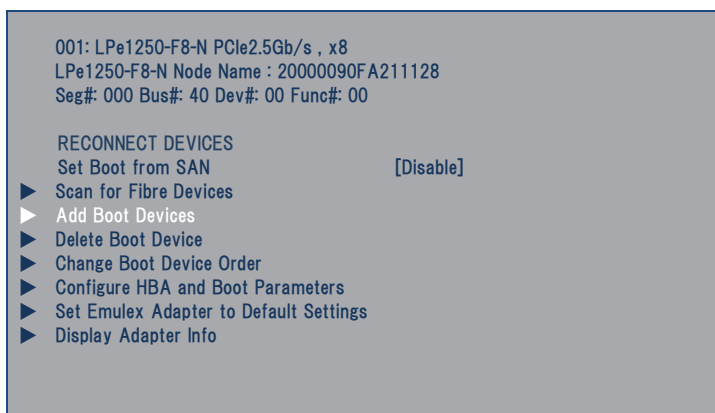 001: LPe1250-F8-N PCIe2.5Gb/s , x8
LPe1250-F8-N Node Name : 20000090FA211128
Seg#: 000 Bus#: 40 Dev#: 00 Func#: 00
RECONNECT DEVICES
Set Boot from SAN [Disable]
Scan for Fibre Devices
Add Boot Devices
Delete Boot Device
Change Boot Device Order
Configure HBA and Boot Parameters
Set Emulex Adapter to Default Settings
Display Adapter Info